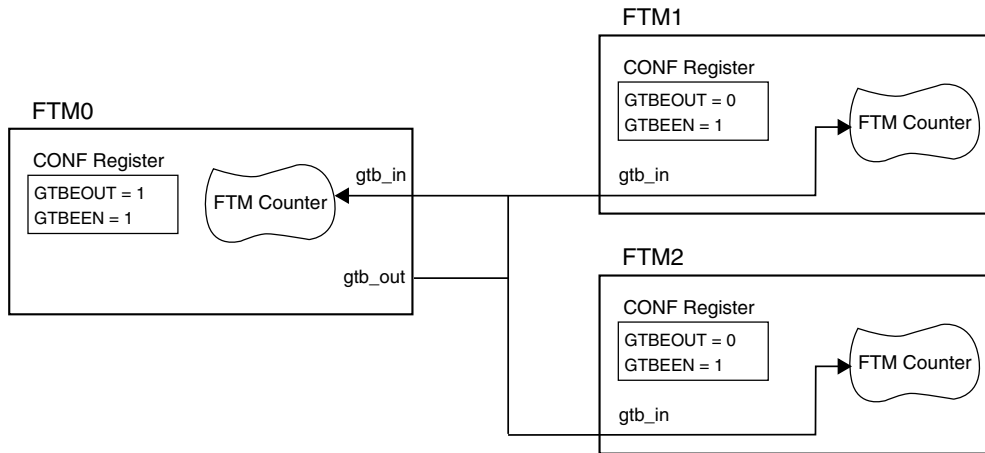 FTM0
CONF Register
GTBEOUT = 1
GTBEEN = 1
FTM Counter
gtb_in
gtb_out
FTM1
CONF Register
GTBEOUT = 0
GTBEEN = 1
FTM Counter
gtb_in
FTM2
CONF Register
GTBEOUT = 0
GTBEEN = 1
FTM Counter
gtb_in